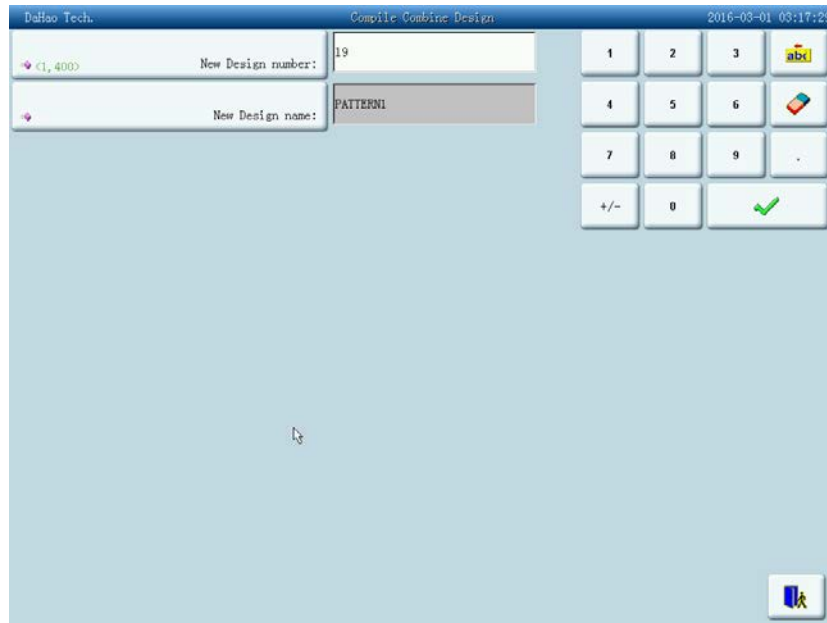 DaHao Tech. Compile Combine Design 2016-03-01 03:17:29
<1, 400> New Design number: 19
New Design name: PATTERN1
1 2 3 abc
4 5 6
7 8 9 .
+/- 0